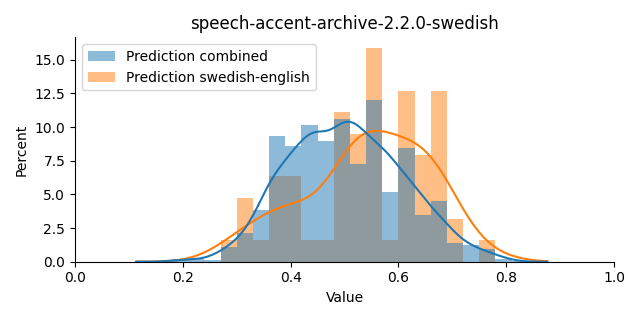 speech-accent-archive-2.2.0-swedish
Prediction combined
Prediction swedish-english
Percent
15.0
12.5
10.0
7.5
5.0
2.5
0.0
0.0 0.2 0.4 0.6 0.8 1.0
Value